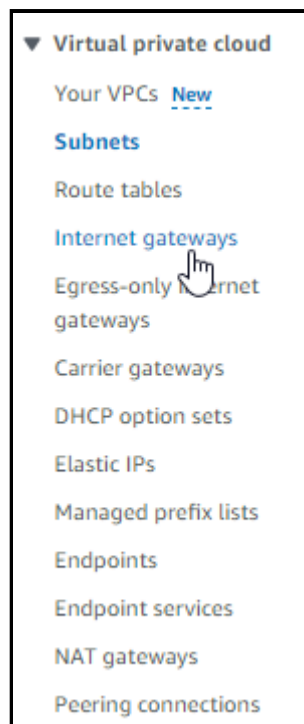 Virtual private cloud
Your VPCs New
Subnets
Route tables
Internet gateways
Egress-only Internet
gateways
Carrier gateways
DHCP option sets
Elastic IPs
Managed prefix lists
Endpoints
Endpoint services
NAT gateways
Peering connections